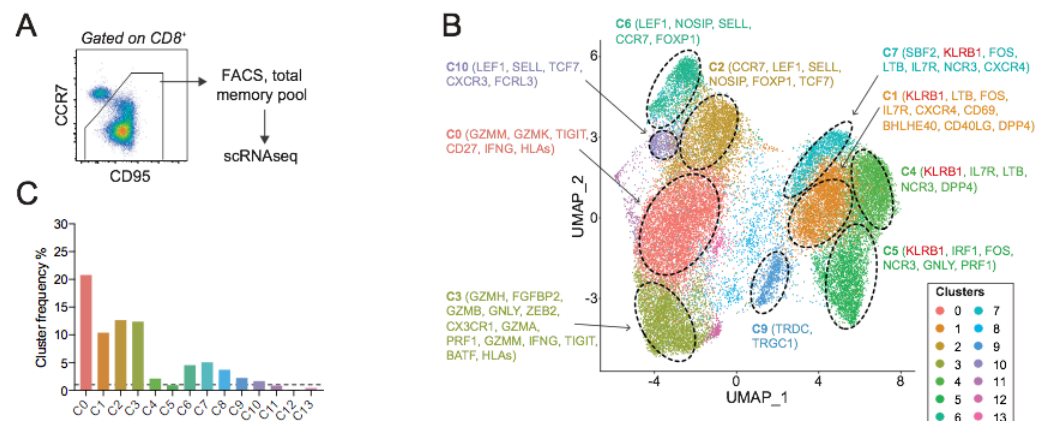 A
Gated on CD8+
CCR7
CD95
FACS, total
memory pool
scRNAseq
B
C6 (LEF1, NOSIP, SELL,
CCR7, FOXP1)
C10 (LEF1, SELL, TCF7,
CXCR3, FCRL3)
C2 (CCR7, LEF1, SELL,
NOSIP, FOXP1, TCF7)
C7 (SBF2, KLRB1, FOS,
LTB, IL7R, NCR3, CXCR4)
C1 (KLRB1, LTB, FOS,
IL7R, CXCR4, CD69,
BHLHE40, CD40LG, DPP4)
C0 (GZMM, GZMK, TIGIT,
CD27, IFNG, HLAs)
C4 (KLRB1, IL7R, LTB,
NCR3, DPP4)
C5 (KLRB1, IRF1, FOS,
NCR3, GNLY, PRF1)
C3 (GZMH, FGFBP2,
GZMB, GNLY, ZEB2,
CX3CR1, GZMA,
PRF1, GZMM, IFNG, TIGIT,
BATF, HLAs)
C9 (TRDC,
TRGC1)
UMAP_2
6
3
0
-3
-4
0
4
8
UMAP_1
Clusters
0
1
2
3
4
5
6
7
8
9
10
11
12
13
C
Cluster frequency %
30
25
20
15
10
5
0
C0
C1
C2
C3
C4
C5
C6
C7
C8
C9
C10
C11
C12
C13